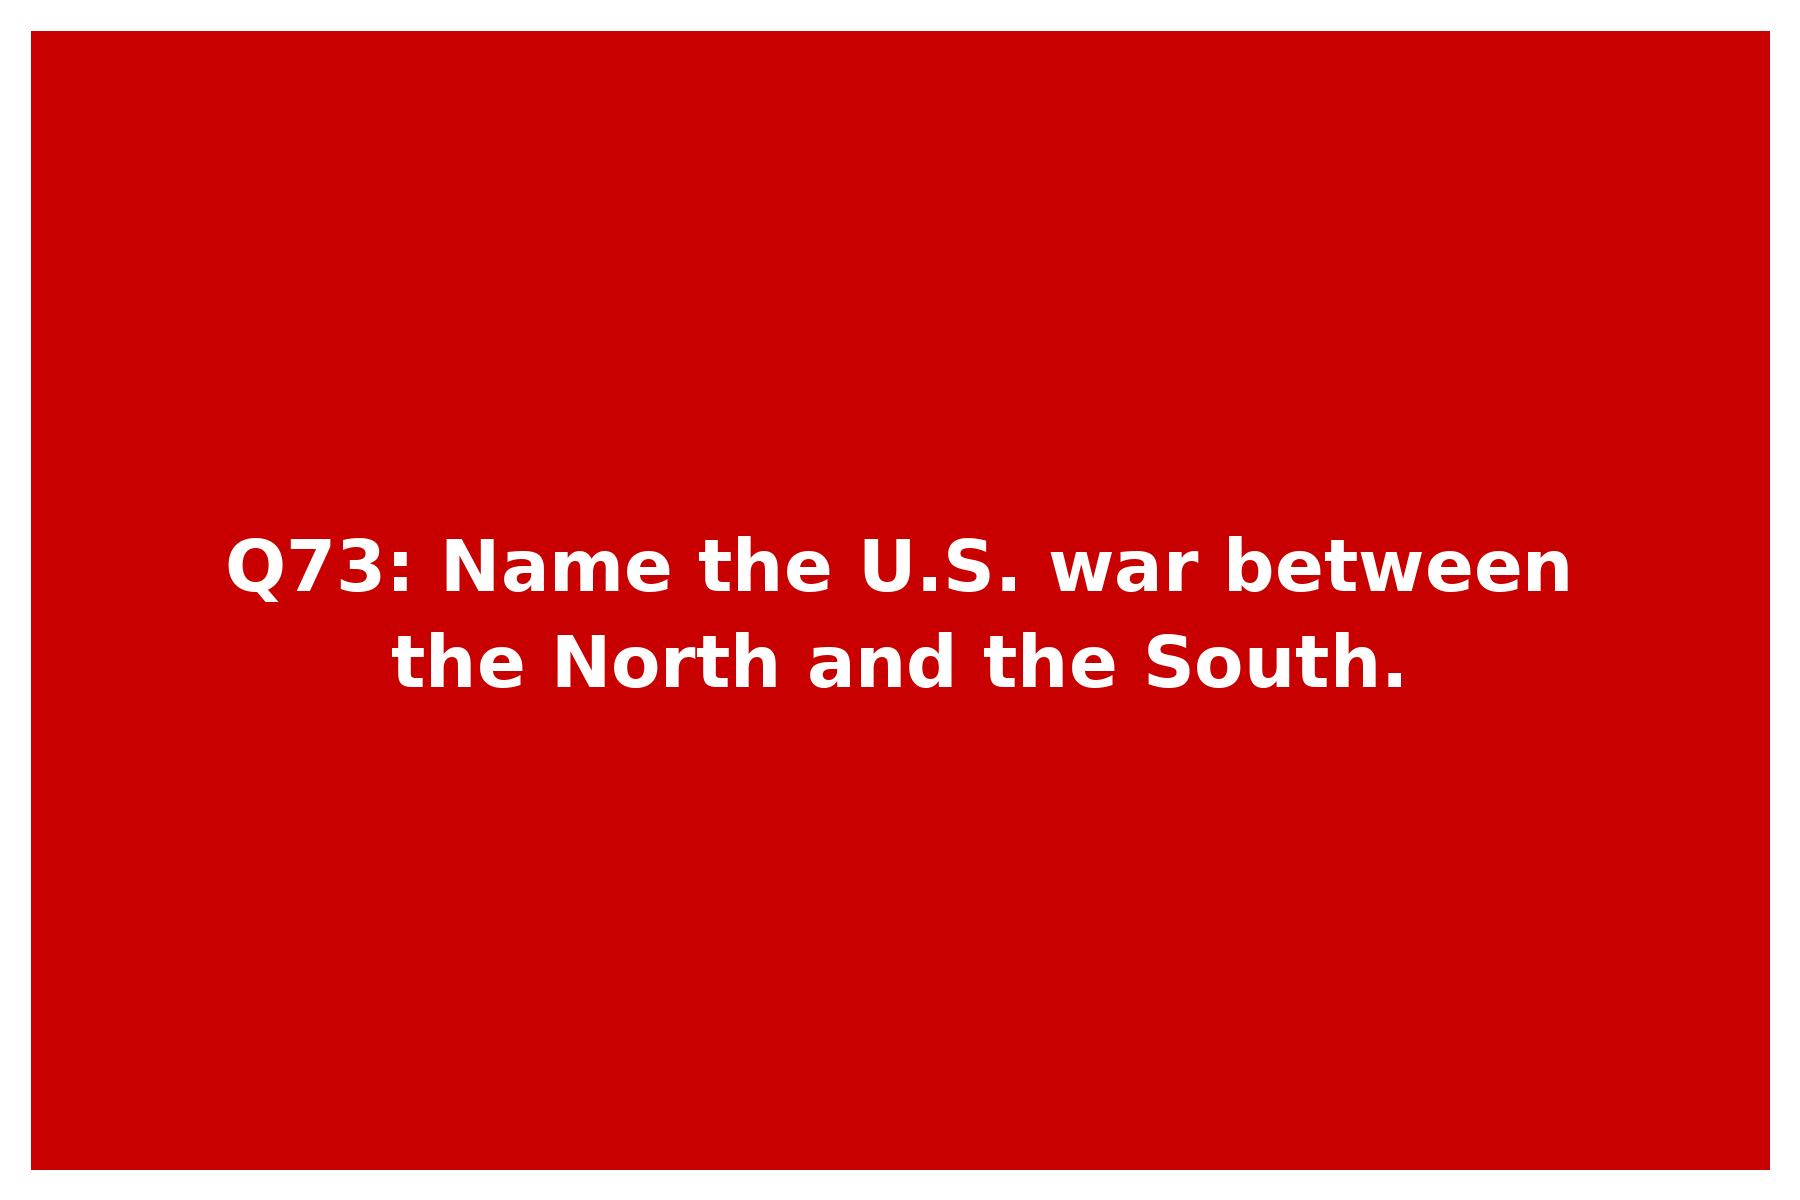 Q73: Name the U.S. war between
the North and the South.